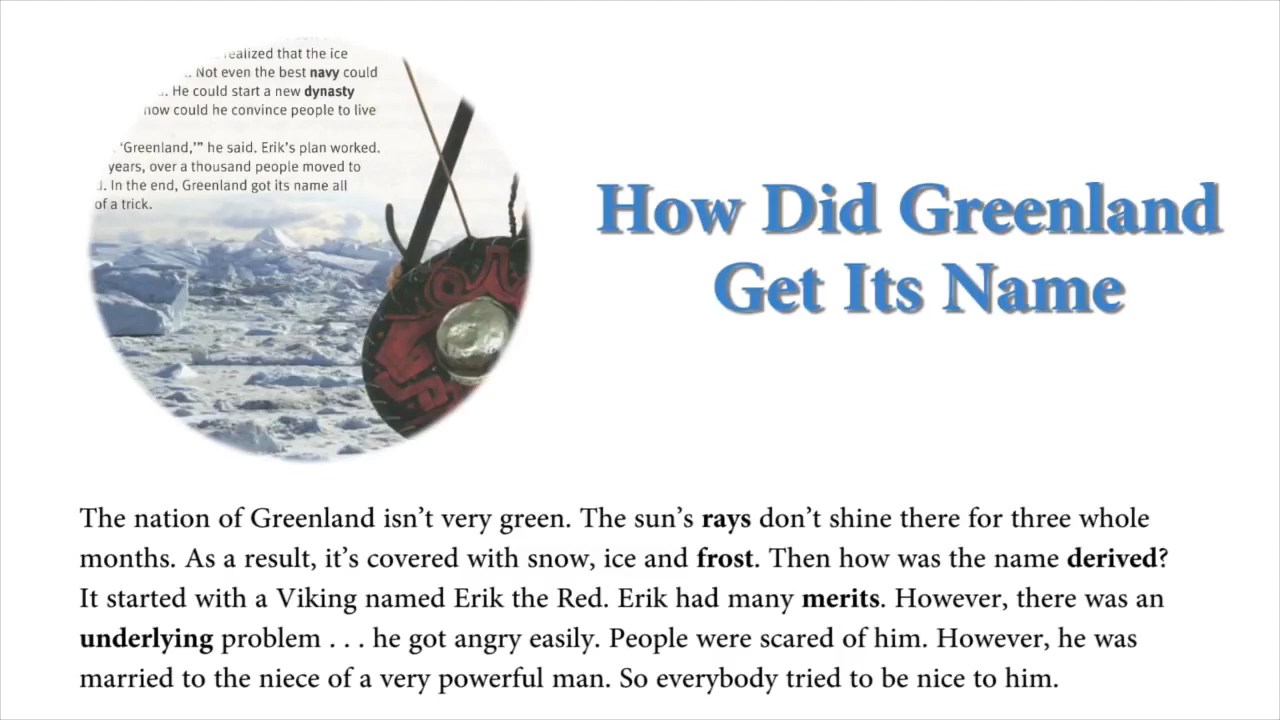 realized that the ice
Not even the best navy could
He could start a new dynasty
how could he convince people to live
'Greenland,'" he said. Erik's plan worked.
years, over a thousand people moved to
. In the end, Greenland got its name all
of a trick.
How Did Greenland
Get Its Name
The nation of Greenland isn't very green. The sun's rays don't shine there for three whole
months. As a result, it's covered with snow, ice and frost. Then how was the name derived?
It started with a Viking named Erik the Red. Erik had many merits. However, there was an
underlying problem . . . he got angry easily. People were scared of him. However, he was
married to the niece of a very powerful man. So everybody tried to be nice to him.